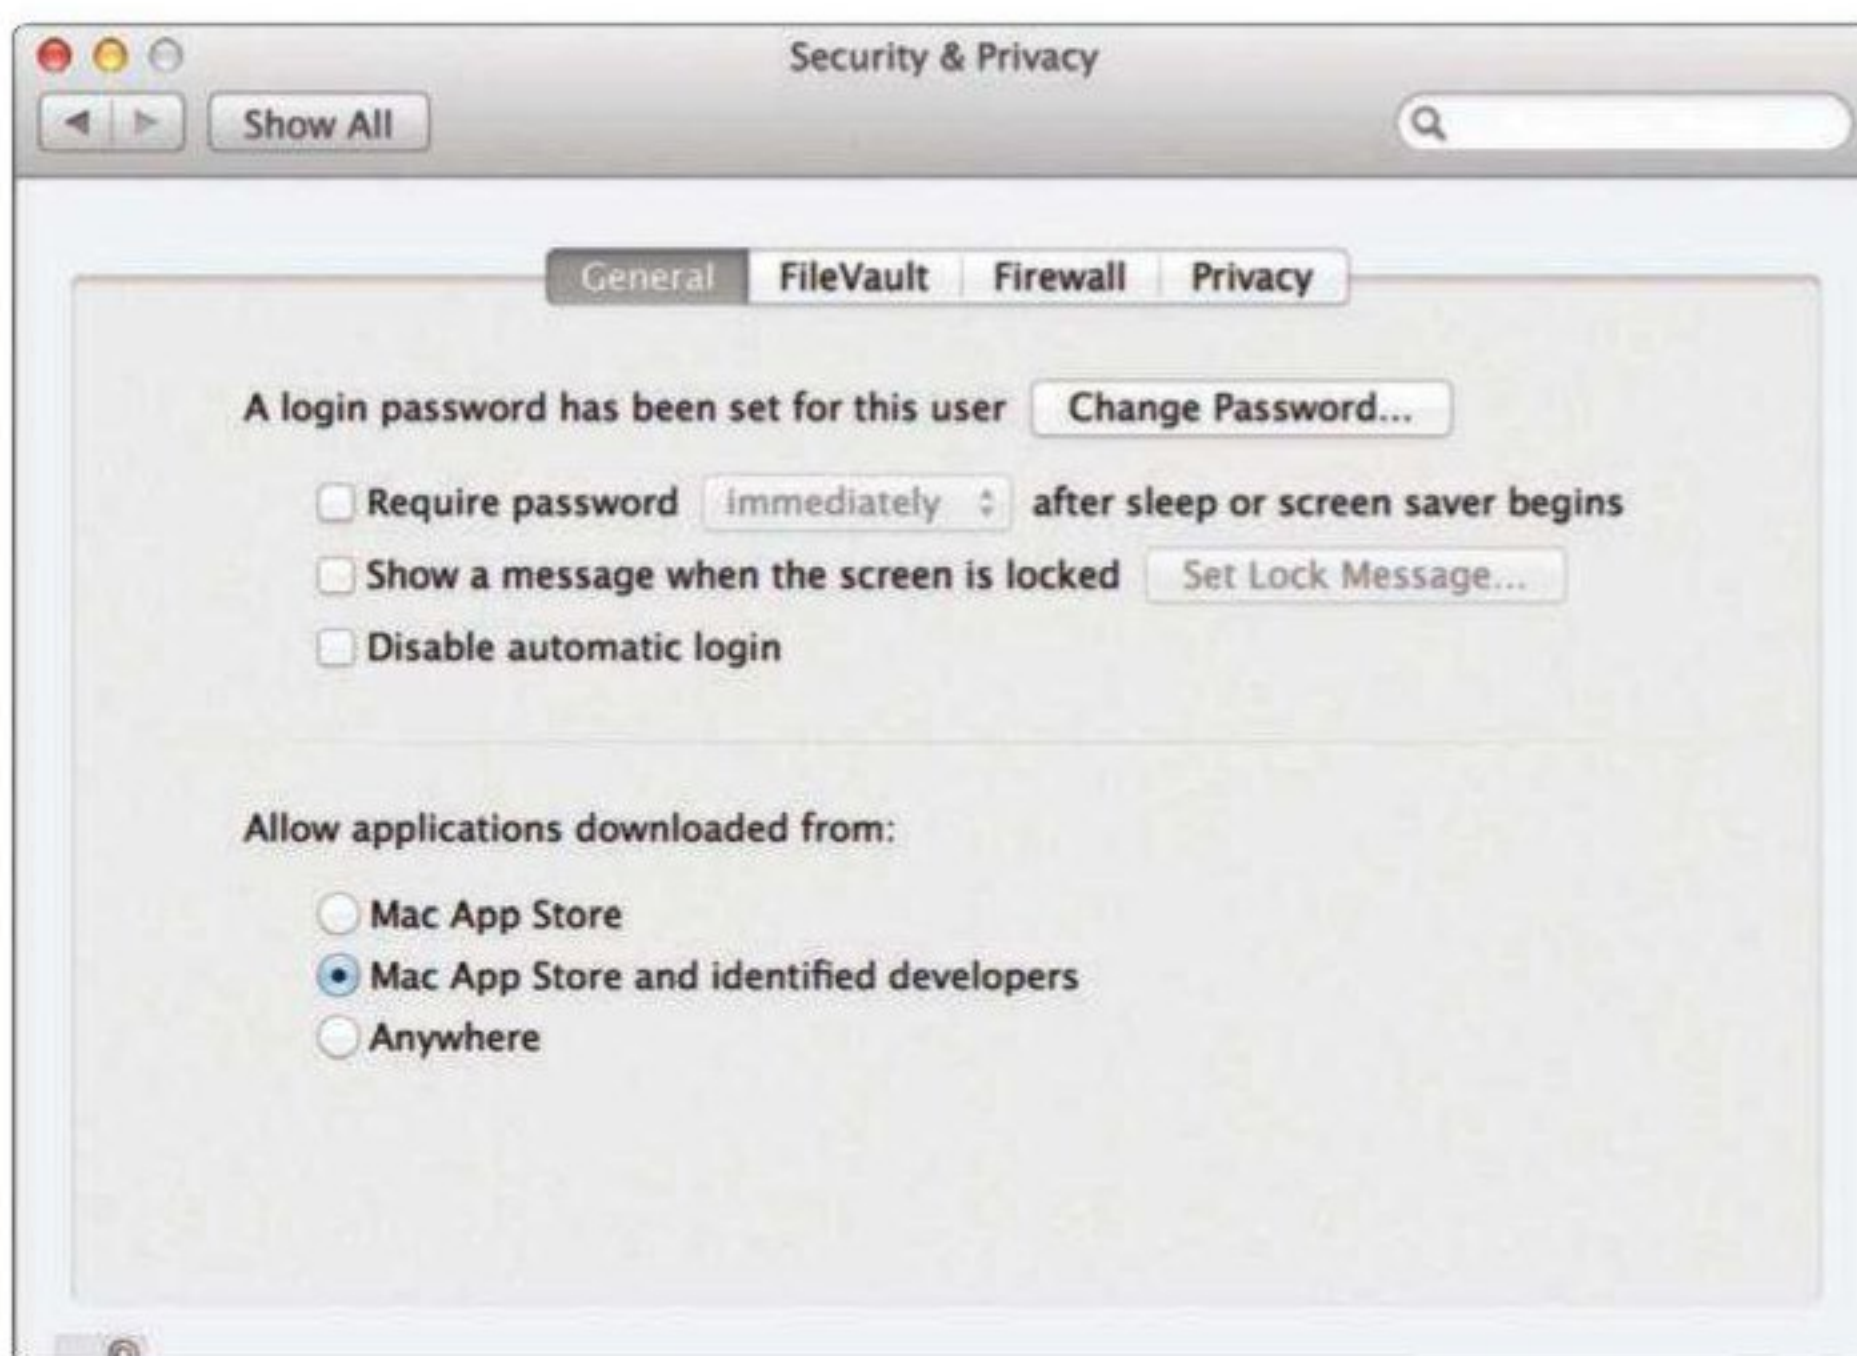 Security & Privacy
Show All
General FileVault Firewall Privacy
A login password has been set for this user Change Password...
Require password immediately after sleep or screen saver begins
Show a message when the screen is locked Set Lock Message...
Disable automatic login
Allow applications downloaded from:
Mac App Store
Mac App Store and identified developers
Anywhere